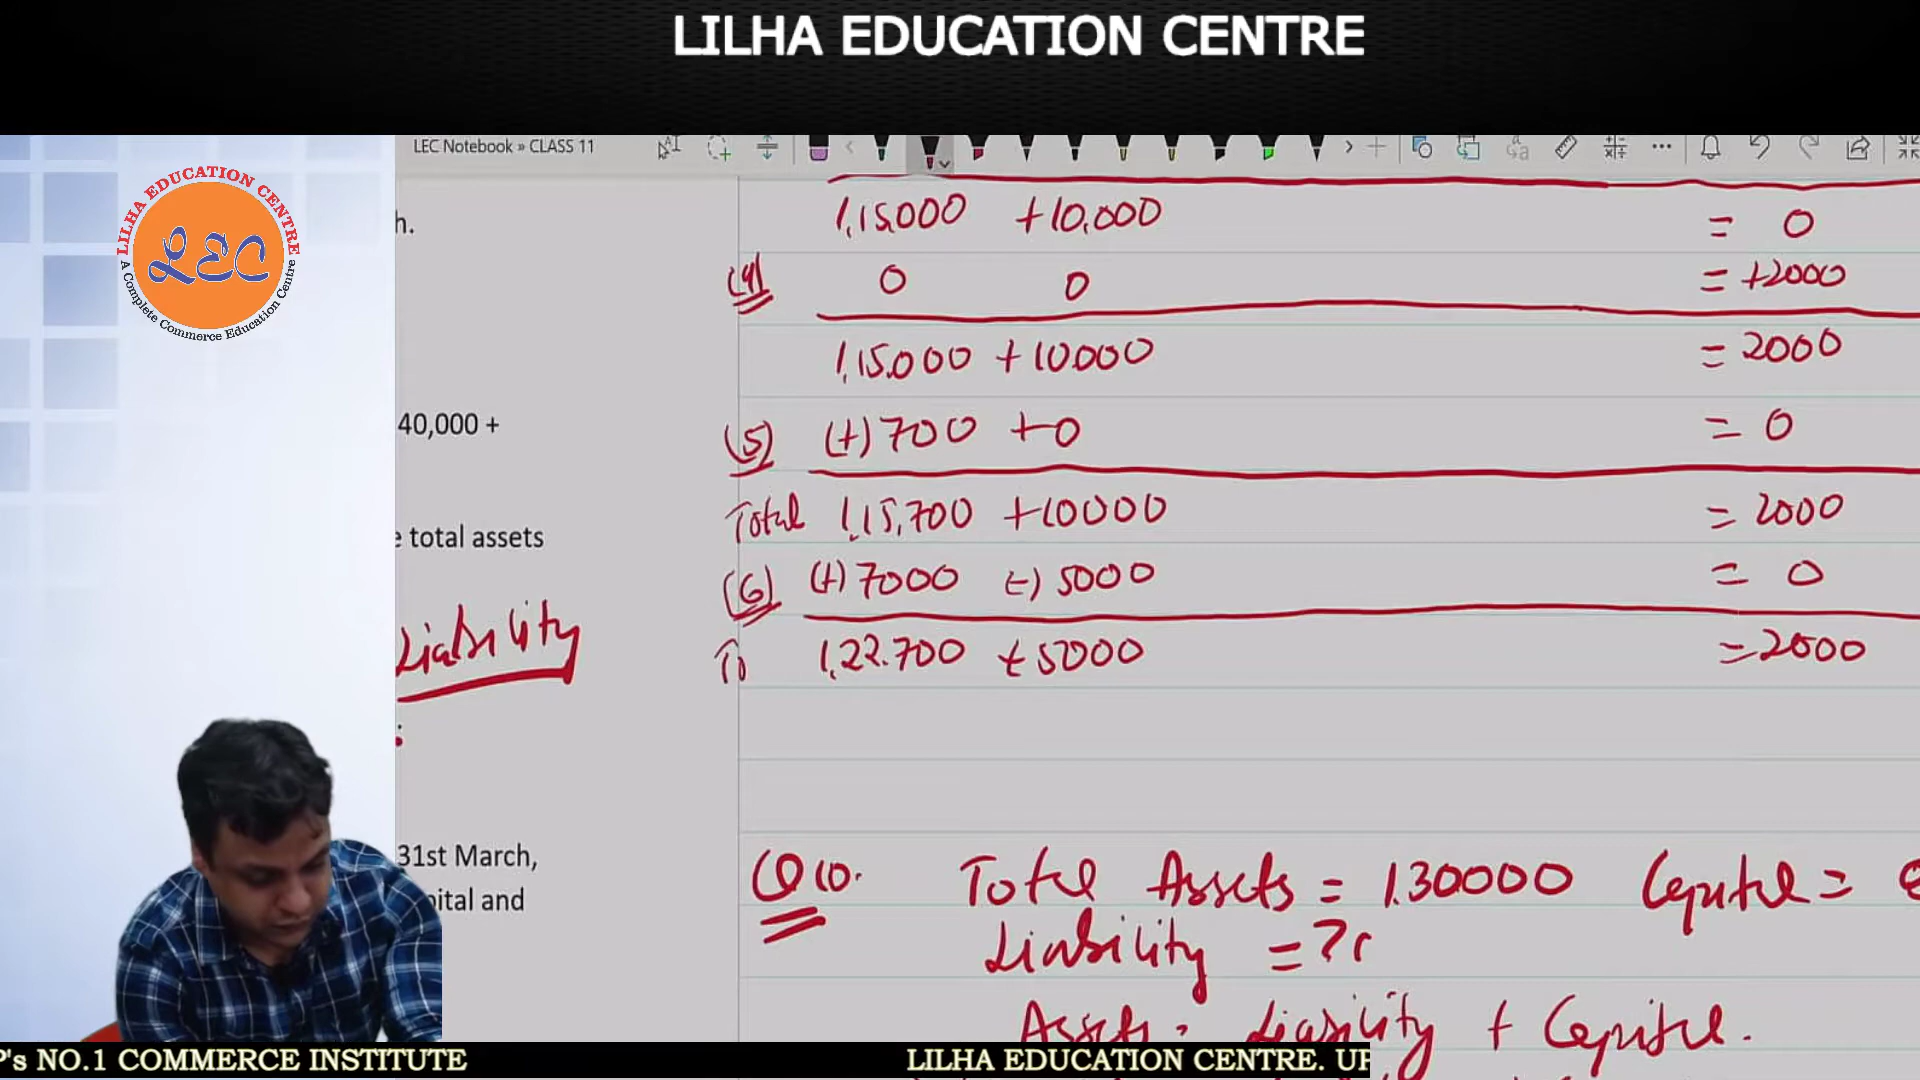 LILHA EDUCATION CENTRE
LEC Notebook » CLASS 11
LILHA EDUCATION CENTRE
LEC
A Complete Commerce Education Centre
h.
40,000 +
e total assets
Liability
:
31st March,
pital and
1,15,000 +10,000 = 0
(4) 0 0 = +2000
1,15,000 + 10000 = 2000
(5) (+) 700 + 0 = 0
Total 1,15,700 +10000 = 2000
(6) (+) 7000 (-) 5000 = 0
1,22,700 + 5000 = 2000
Q10. Total Assets = 130000 Capital =
Liability = ?
Assets = Liability + Capital.
P's NO.1 COMMERCE INSTITUTE
LILHA EDUCATION CENTRE. UP